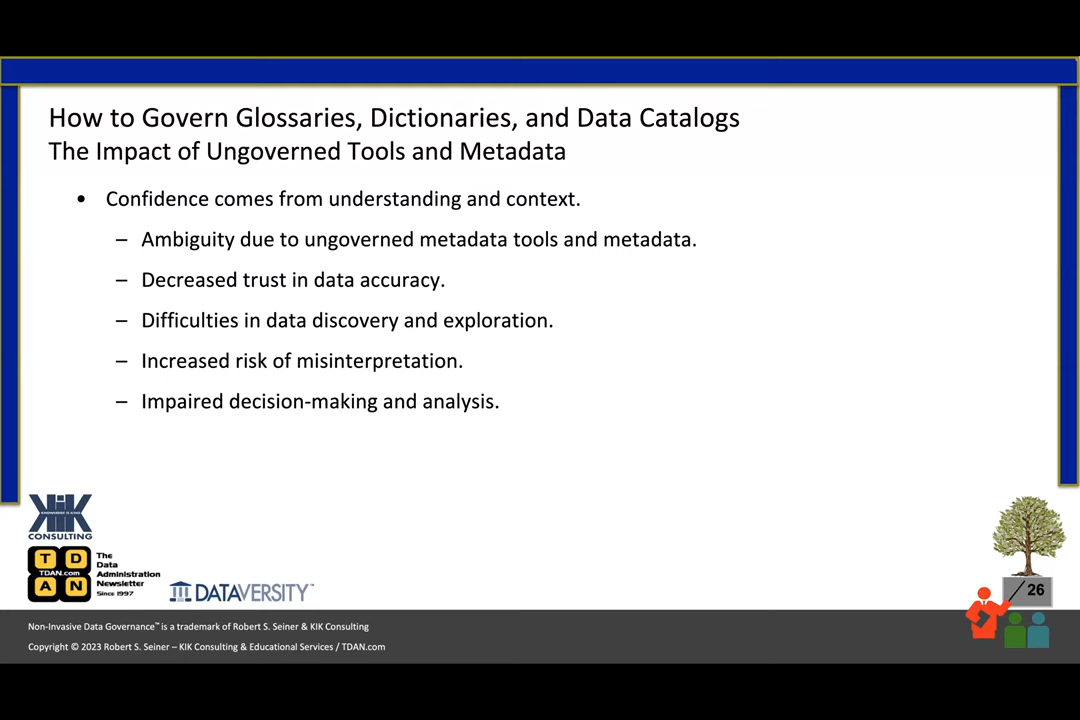 How to Govern Glossaries, Dictionaries, and Data Catalogs
The Impact of Ungoverned Tools and Metadata
• Confidence comes from understanding and context.
– Ambiguity due to ungoverned metadata tools and metadata.
– Decreased trust in data accuracy.
– Difficulties in data discovery and exploration.
– Increased risk of misinterpretation.
– Impaired decision-making and analysis.
KIK
KNOWLEDGE IS KING
CONSULTING
T D
TDAN.com
A N
The
Data
Administration
Newsletter
Since 1997
DATAVERSITY™
26
Non-Invasive Data Governance™ is a trademark of Robert S. Seiner & KIK Consulting
Copyright © 2023 Robert S. Seiner – KIK Consulting & Educational Services / TDAN.com